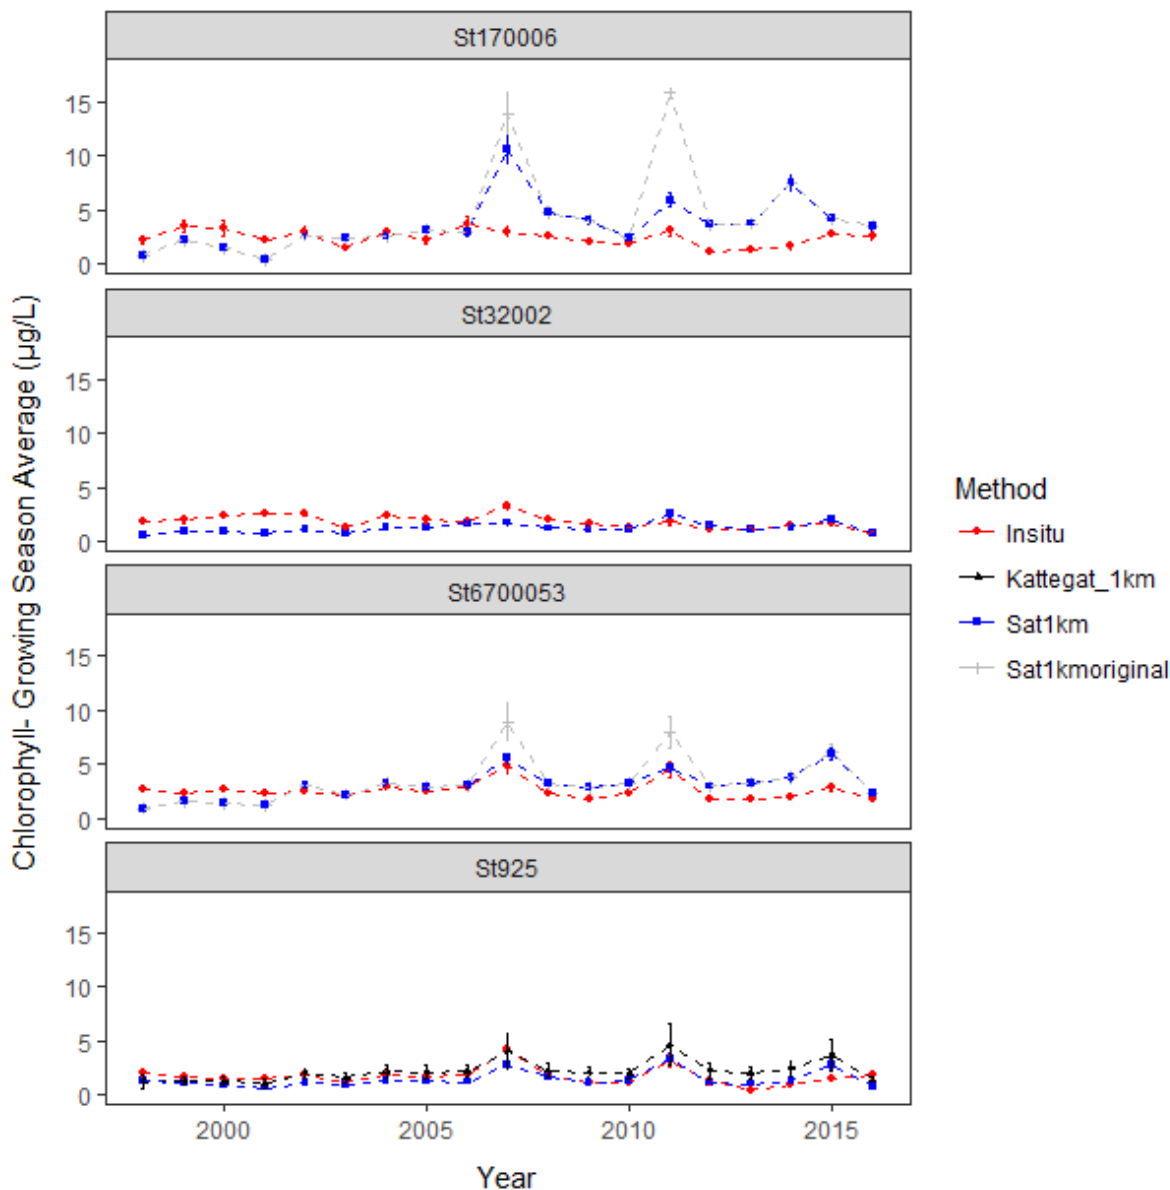 St170006
15
10
5
0
St32002
15
10
5
0
St6700053
15
10
5
0
St925
15
10
5
0
2000 2005 2010 2015
Year
Chlorophyll- Growing Season Average (µg/L)
Method
Insitu
Kattegat_1km
Sat1km
Sat1kmoriginal